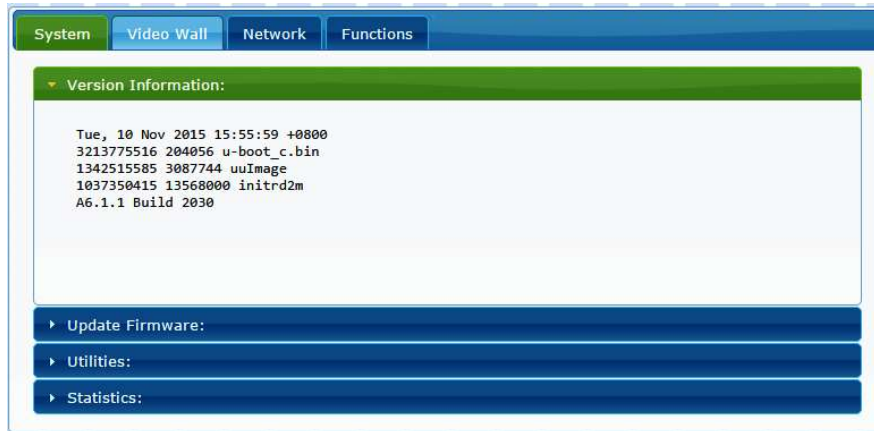 System Video Wall Network Functions
Version Information:
Tue, 10 Nov 2015 15:55:59 +0800
3213775516 204056 u-boot_c.bin
1342515585 3087744 uuImage
1037350415 13568000 initrd2m
A6.1.1 Build 2030
Update Firmware:
Utilities:
Statistics: